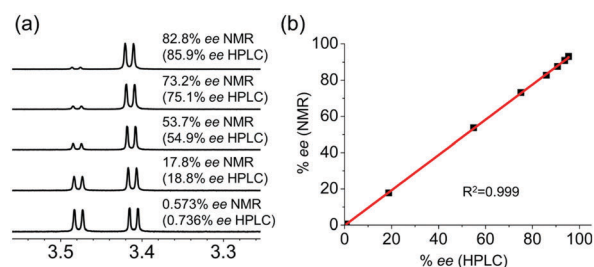 (a)
82.8% ee NMR
(85.9% ee HPLC)
73.2% ee NMR
(75.1% ee HPLC)
53.7% ee NMR
(54.9% ee HPLC)
17.8% ee NMR
(18.8% ee HPLC)
0.573% ee NMR
(0.736% ee HPLC)
3.5 3.4 3.3
(b)
% ee (NMR)
100
80
60
40
20
0
R²=0.999
0 20 40 60 80 100
% ee (HPLC)